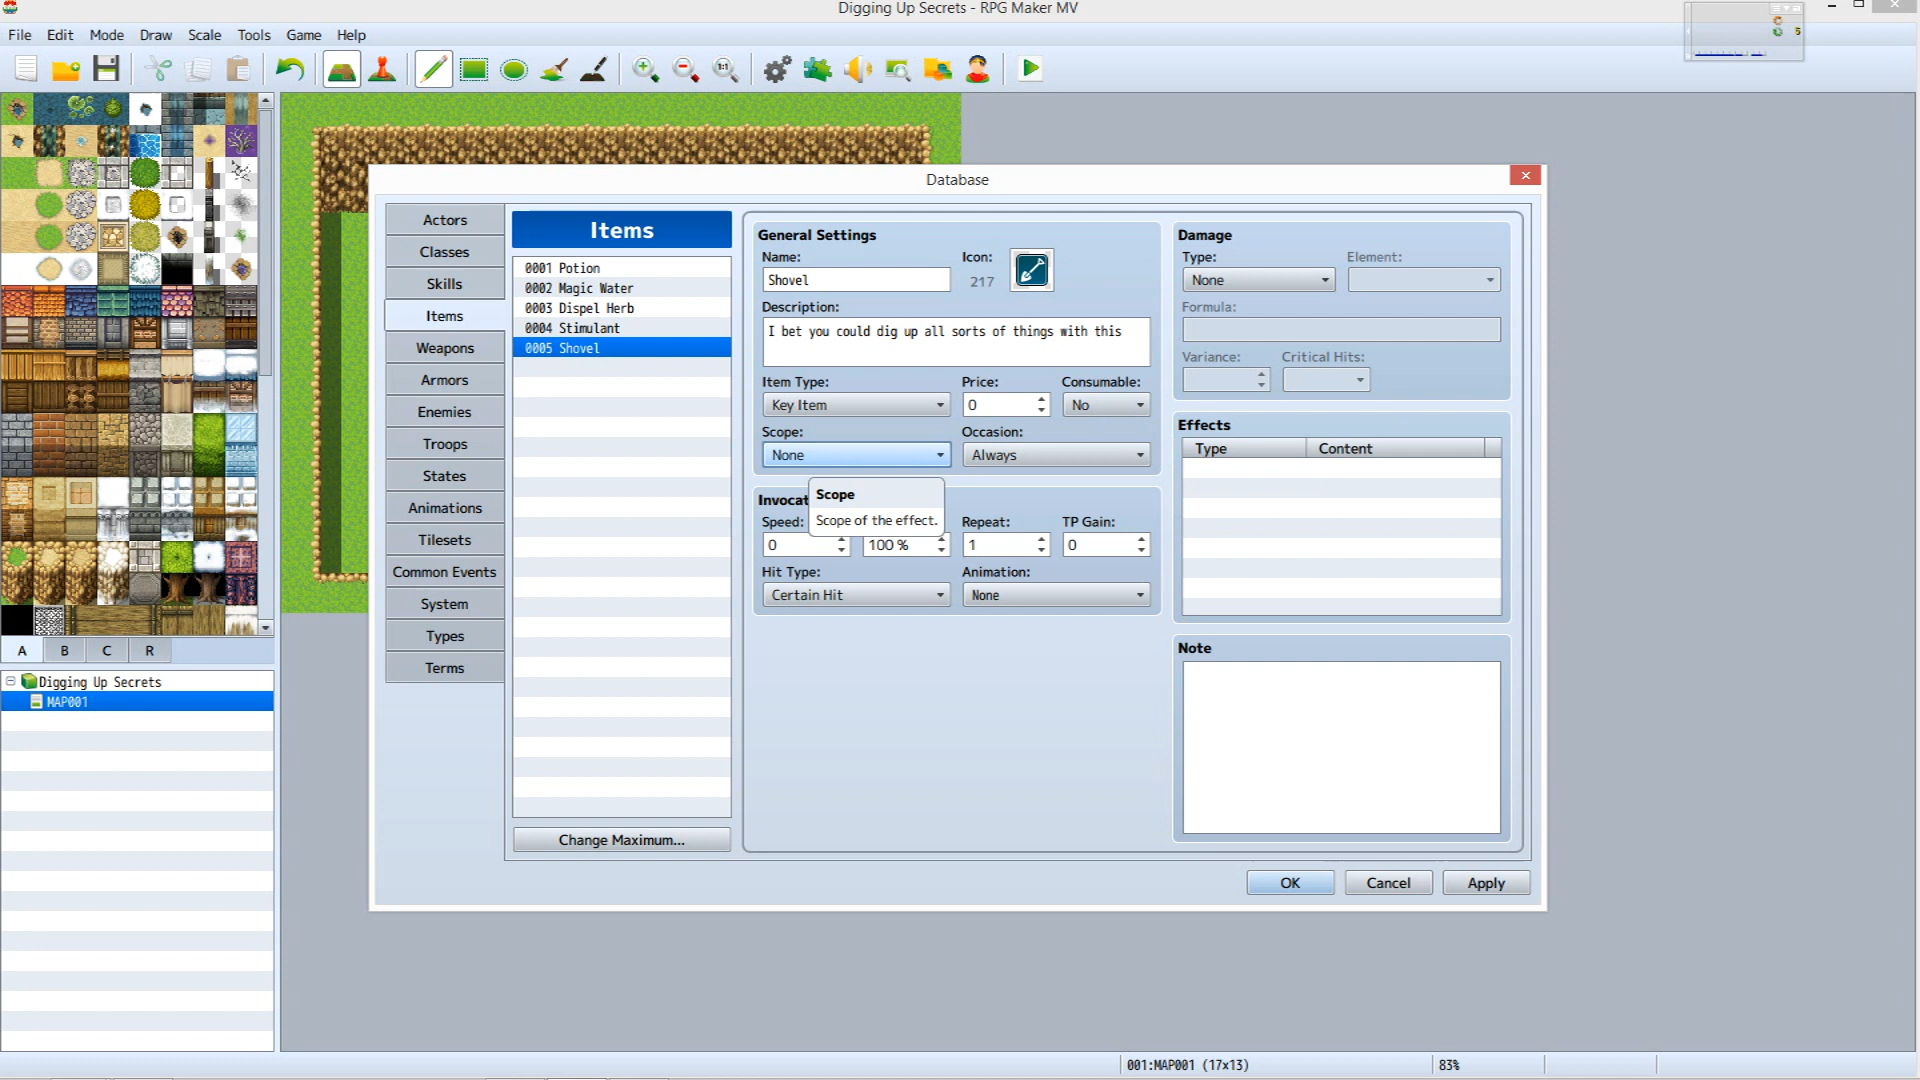 Digging Up Secrets - RPG Maker MV
File Edit Mode Draw Scale Tools Game Help
1:1
5
Database
Actors
Classes
Skills
Items
Weapons
Armors
Enemies
Troops
States
Animations
Tilesets
Common Events
System
Types
Terms
Items
0001 Potion
0002 Magic Water
0003 Dispel Herb
0004 Stimulant
0005 Shovel
Change Maximum...
General Settings
Name: Icon:
Shovel 217
Description:
I bet you could dig up all sorts of things with this
Item Type: Price: Consumable:
Key Item 0 No
Scope: Occasion:
None Always
Scope
Scope of the effect.
Invocat
Speed: Repeat: TP Gain:
0 100 % 1 0
Hit Type: Animation:
Certain Hit None
Damage
Type: Element:
None
Formula:
Variance: Critical Hits:
Effects
Type Content
Note
OK Cancel Apply
A B C R
Digging Up Secrets
MAP001
001:MAP001 (17x13) 83%